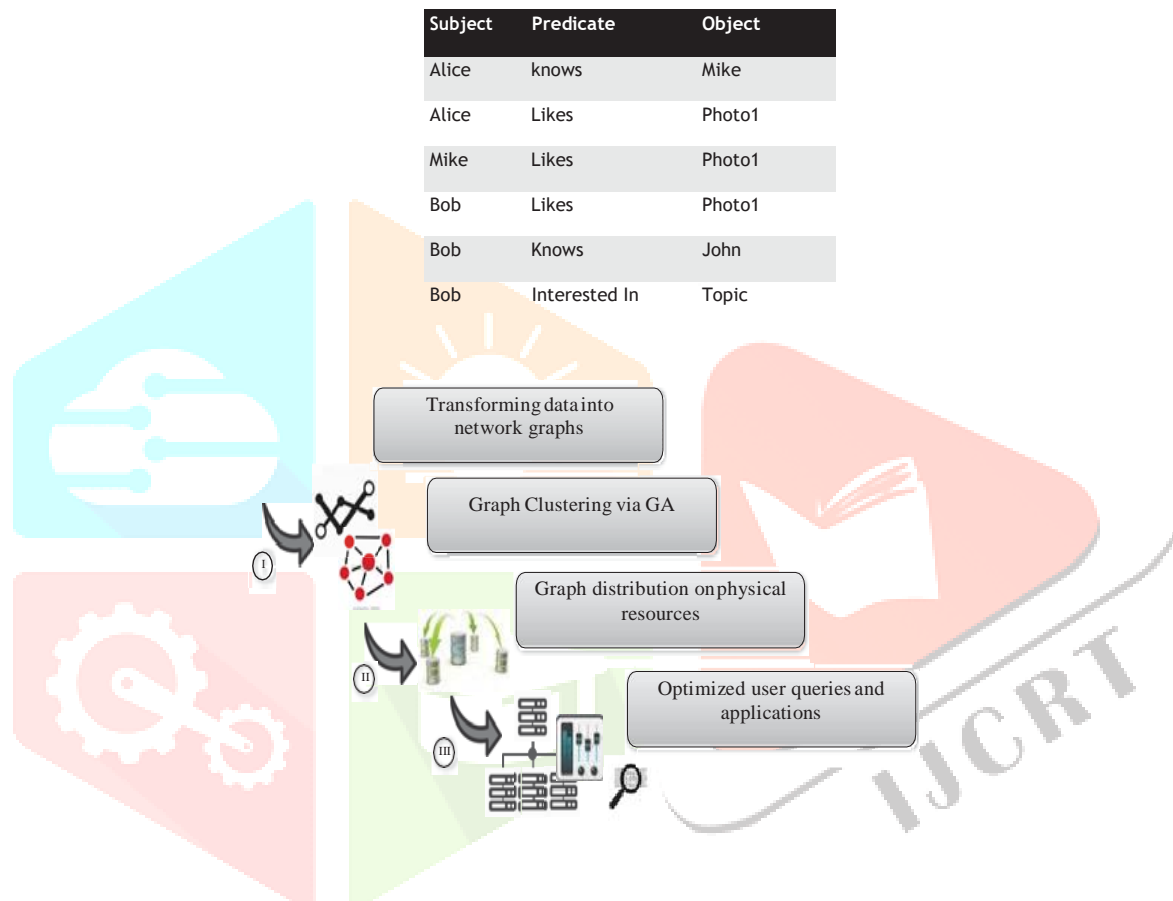 Subject Predicate Object
Alice knows Mike
Alice Likes Photo1
Mike Likes Photo1
Bob Likes Photo1
Bob Knows John
Bob Interested In Topic
Transforming data into
network graphs
Graph Clustering via GA
I
Graph distribution on physical
resources
II
Optimized user queries and
applications
III
IJCRT